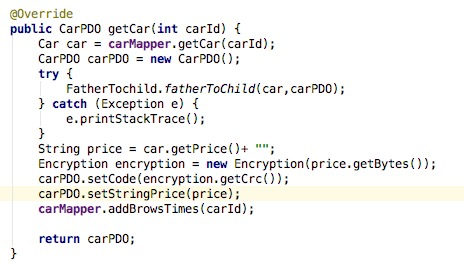 @Override
public CarPDO getCar(int carId) {
    Car car = carMapper.getCar(carId);
    CarPDO carPDO = new CarPDO();
    try {
        FatherTochild.fatherToChild(car,carPDO);
    } catch (Exception e) {
        e.printStackTrace();
    }
    String price = car.getPrice()+ "";
    Encryption encryption = new Encryption(price.getBytes());
    carPDO.setCode(encryption.getCrc());
    carPDO.setStringPrice(price);
    carMapper.addBrowsTimes(carId);

    return carPDO;
}